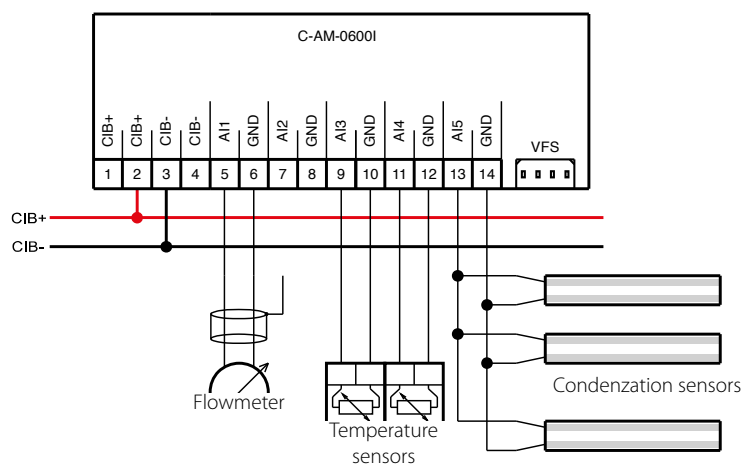 C-AM-0600I
CIB+ CIB+ CIB- CIB- AI1 GND AI2 GND AI3 GND AI4 GND AI5 GND
VFS
1 2 3 4 5 6 7 8 9 10 11 12 13 14
CIB+
CIB-
Flowmeter
Temperature
sensors
Condenzation sensors